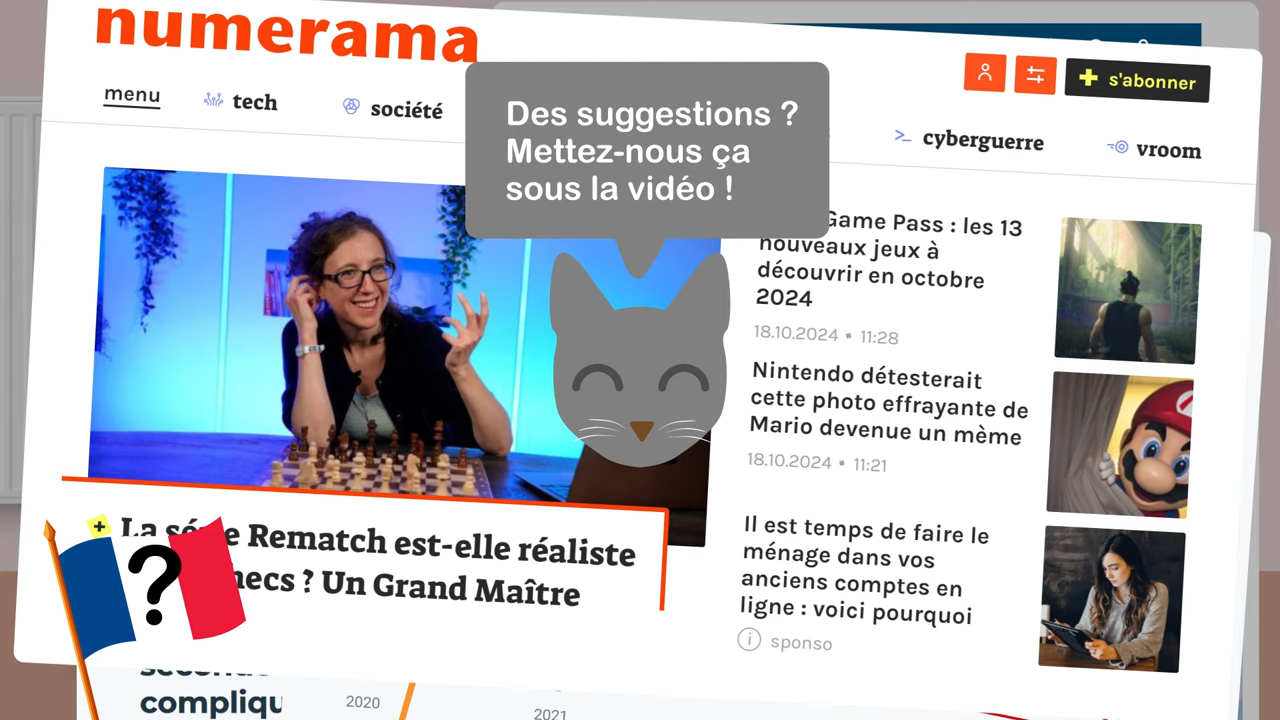 numerama
menu
tech
société
cyberguerre
vroom
s'abonner
Des suggestions ?
Mettez-nous ça
sous la vidéo !
Game Pass : les 13
nouveaux jeux à
découvrir en octobre
2024
18.10.2024 • 11:28
Nintendo détesterait
cette photo effrayante de
Mario devenue un mème
18.10.2024 • 11:21
Il est temps de faire le
ménage dans vos
anciens comptes en
ligne : voici pourquoi
sponso
La série Rematch est-elle réaliste
? Un Grand Maître
?
2020
2021